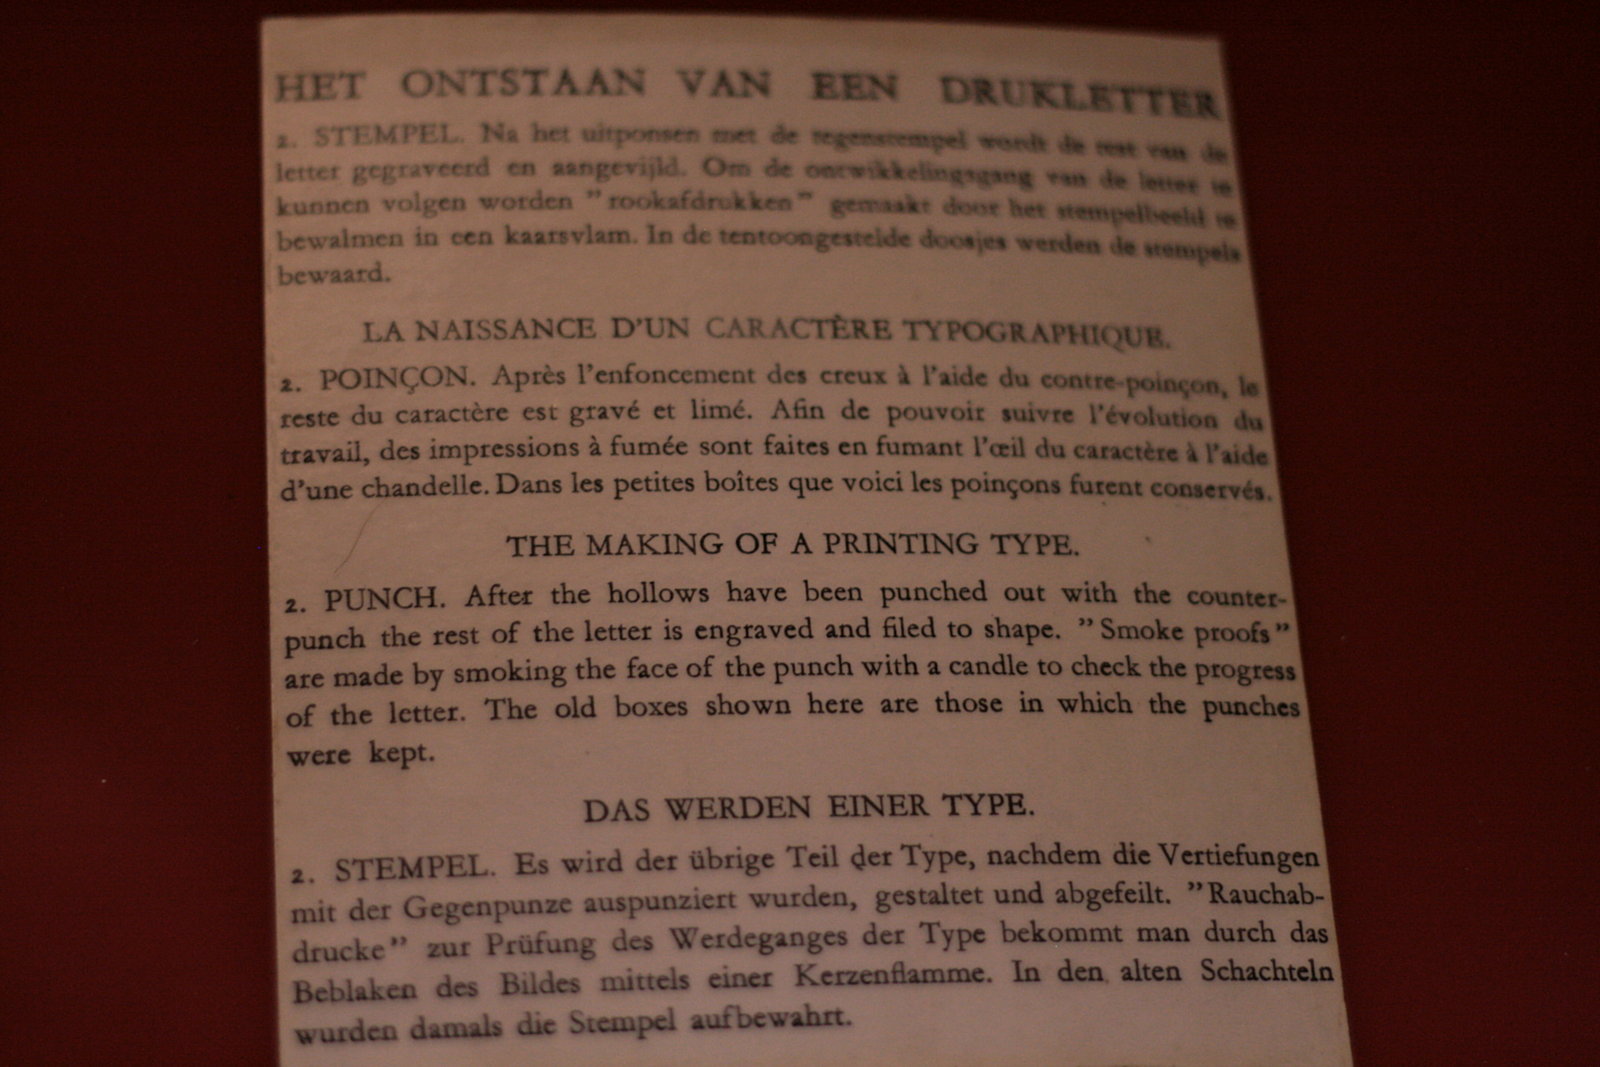 HET ONTSTAAN VAN EEN DRUKLETTER
2. STEMPEL. Na het uitponsen met de tegenstempel wordt de rest van de
letter gegraveerd en aangevijld. Om de ontwikkelingsgang van de letter te
kunnen volgen worden ”rookafdrukken” gemaakt door het stempelbeeld te
bewalmen in een kaarsvlam. In de tentoongestelde doosjes werden de stempels
bewaard.
LA NAISSANCE D’UN CARACTÈRE TYPOGRAPHIQUE.
2. POINÇON. Après l’enfoncement des creux à l’aide du contre-poinçon, le
reste du caractère est gravé et limé. Afin de pouvoir suivre l’évolution du
travail, des impressions à fumée sont faites en fumant l’œil du caractère à l’aide
d’une chandelle. Dans les petites boîtes que voici les poinçons furent conservés.
THE MAKING OF A PRINTING TYPE.
2. PUNCH. After the hollows have been punched out with the counter-
punch the rest of the letter is engraved and filed to shape. ”Smoke proofs”
are made by smoking the face of the punch with a candle to check the progress
of the letter. The old boxes shown here are those in which the punches
were kept.
DAS WERDEN EINER TYPE.
2. STEMPEL. Es wird der übrige Teil der Type, nachdem die Vertiefungen
mit der Gegenpunze auspunziert wurden, gestaltet und abgefeilt. ”Rauchab-
drucke” zur Prüfung des Werdeganges der Type bekommt man durch das
Beblaken des Bildes mittels einer Kerzenflamme. In den alten Schachteln
wurden damals die Stempel aufbewahrt.